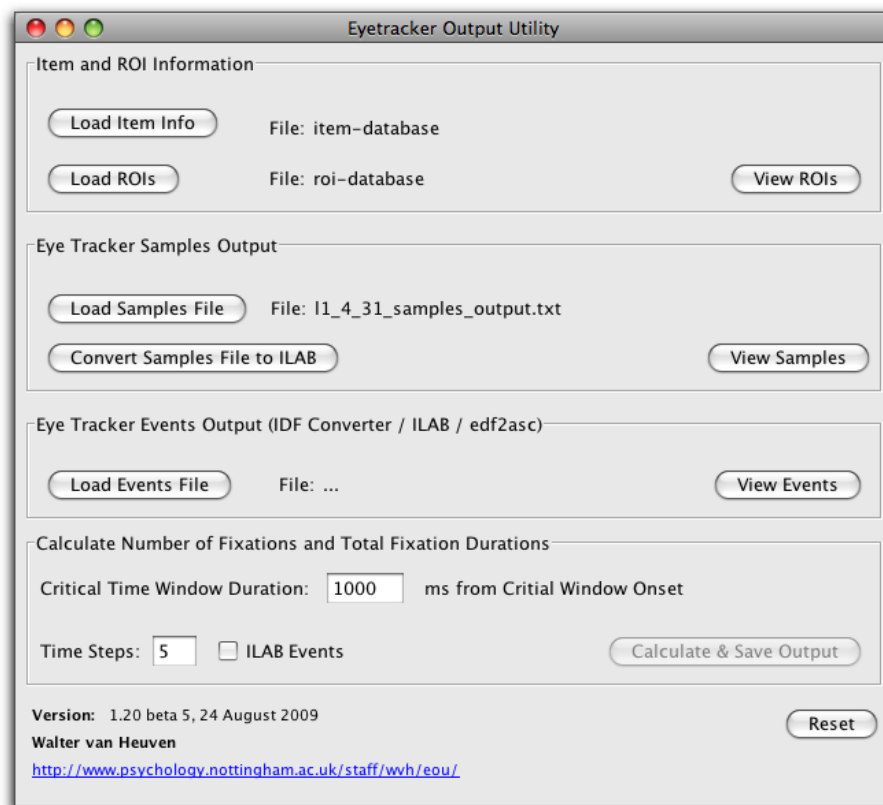 Eyetracker Output Utility
Item and ROI Information
Load Item Info File: item-database
Load ROIs File: roi-database View ROIs
Eye Tracker Samples Output
Load Samples File File: l1_4_31_samples_output.txt
Convert Samples File to ILAB View Samples
Eye Tracker Events Output (IDF Converter / ILAB / edf2asc)
Load Events File File: ... View Events
Calculate Number of Fixations and Total Fixation Durations
Critical Time Window Duration: 1000 ms from Critial Window Onset
Time Steps: 5 ILAB Events Calculate & Save Output
Version: 1.20 beta 5, 24 August 2009 Reset
Walter van Heuven
http://www.psychology.nottingham.ac.uk/staff/wvh/eou/